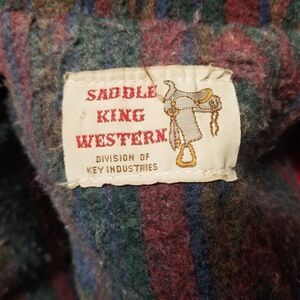 SADDLE
KING
WESTERN
DIVISION OF
KEY INDUSTRIES